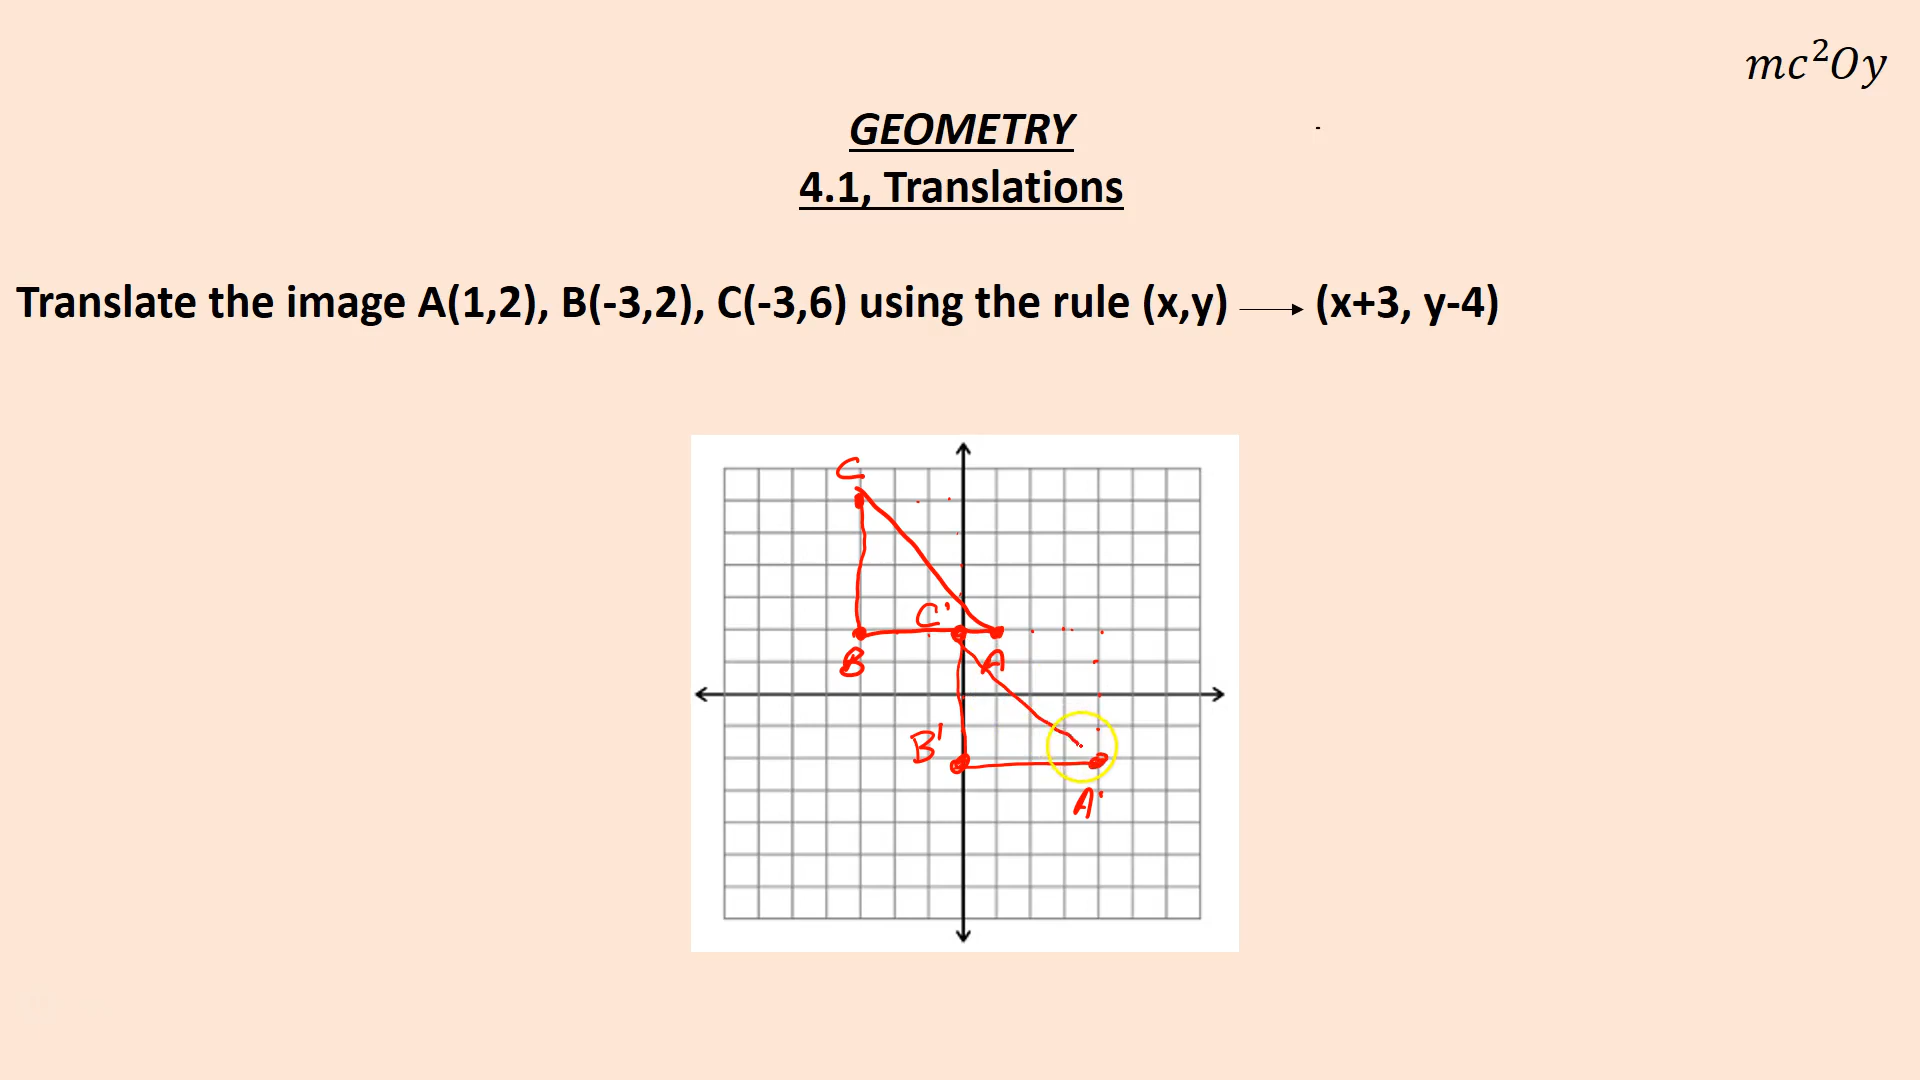 mc²Oy
GEOMETRY
4.1, Translations
Translate the image A(1,2), B(-3,2), C(-3,6) using the rule (x,y) ⟶ (x+3, y-4)
C
C'
B
A
B'
A'